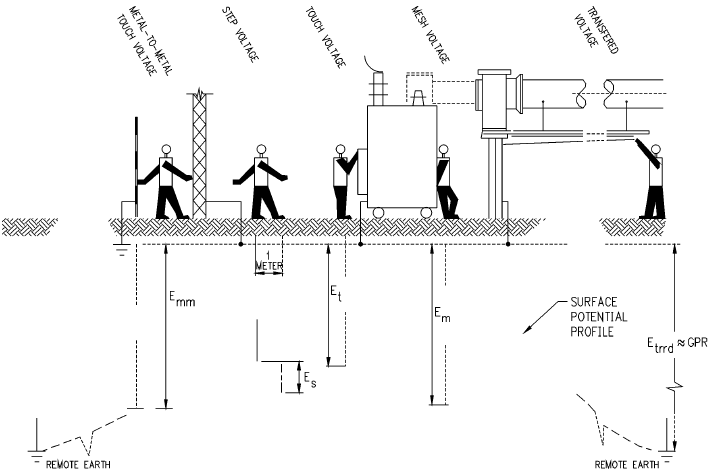 METAL-TO-METAL
TOUCH VOLTAGE
STEP VOLTAGE
TOUCH VOLTAGE
MESH VOLTAGE
TRANSFERED
VOLTAGE
1
METER
Emm
Et
Em
Es
SURFACE
POTENTIAL
PROFILE
Etrrd ≈ GPR
REMOTE EARTH
REMOTE EARTH